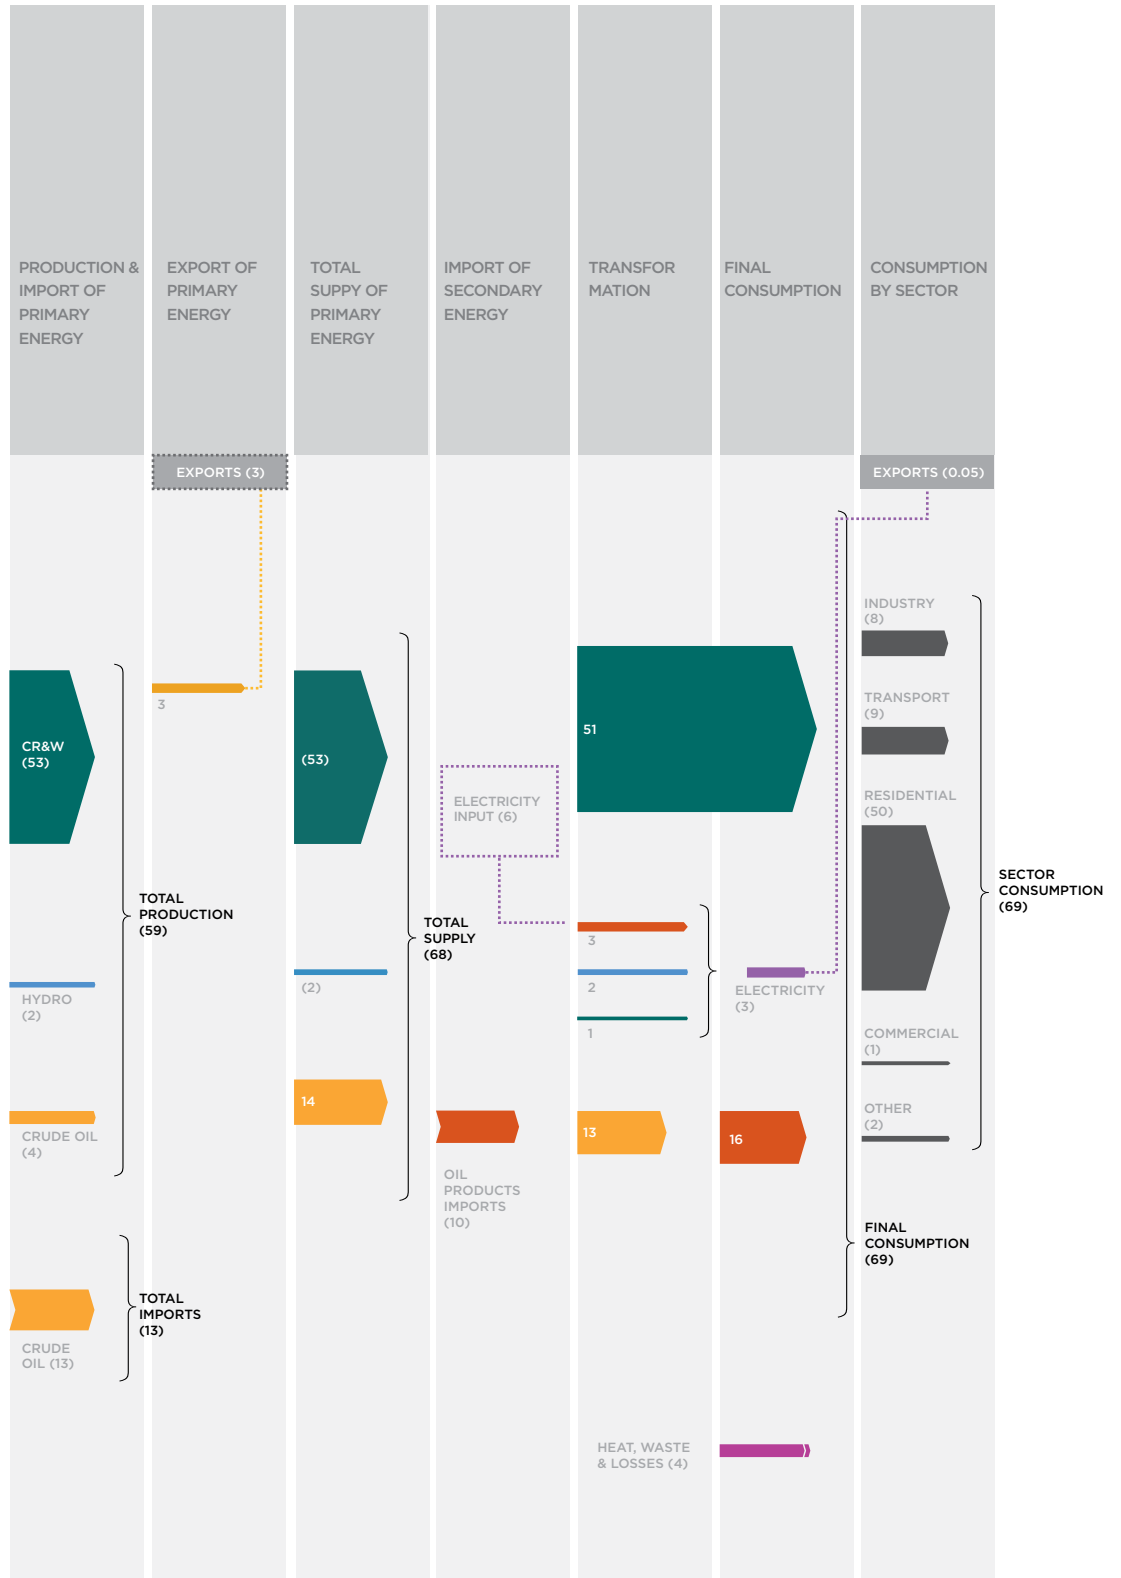 PRODUCTION &
IMPORT OF
PRIMARY
ENERGY
EXPORT OF
PRIMARY
ENERGY
TOTAL
SUPPY OF
PRIMARY
ENERGY
IMPORT OF
SECONDARY
ENERGY
TRANSFOR
MATION
FINAL
CONSUMPTION
CONSUMPTION
BY SECTOR
EXPORTS (3)
EXPORTS (0.05)
CR&W
(53)
HYDRO
(2)
CRUDE OIL
(4)
TOTAL
PRODUCTION
(59)
CRUDE
OIL (13)
TOTAL
IMPORTS
(13)
3
(53)
(2)
14
TOTAL
SUPPLY
(68)
ELECTRICITY
INPUT (6)
OIL
PRODUCTS
IMPORTS
(10)
51
3
2
1
13
HEAT, WASTE
& LOSSES (4)
ELECTRICITY
(3)
16
FINAL
CONSUMPTION
(69)
INDUSTRY
(8)
TRANSPORT
(9)
RESIDENTIAL
(50)
COMMERCIAL
(1)
OTHER
(2)
SECTOR
CONSUMPTION
(69)